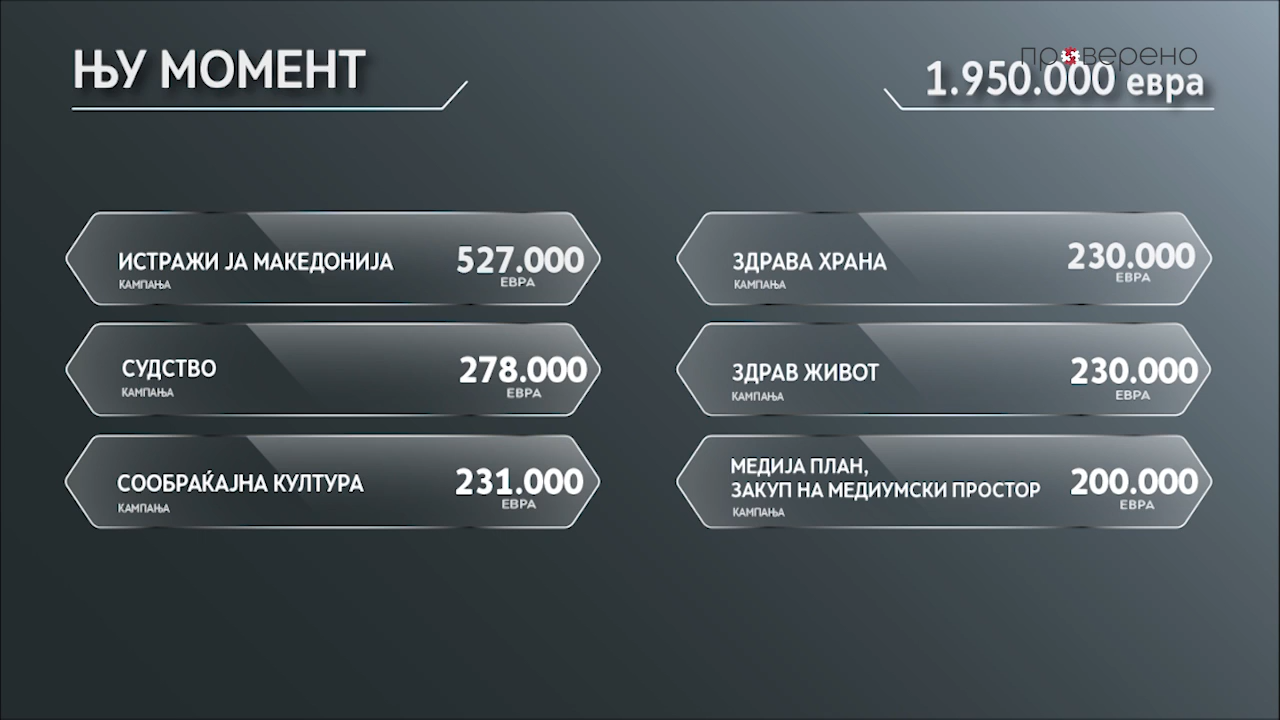 ЊУ МОМЕНТ
проверено
1.950.000 евра
ИСТРАЖИ ЈА МАКЕДОНИЈА
КАМПАЊА
527.000
ЕВРА
СУДСТВО
КАМПАЊА
278.000
ЕВРА
СООБРАЌАЈНА КУЛТУРА
КАМПАЊА
231.000
ЕВРА
ЗДРАВА ХРАНА
КАМПАЊА
230.000
ЕВРА
ЗДРАВ ЖИВОТ
КАМПАЊА
230.000
ЕВРА
МЕДИЈА ПЛАН,
ЗАКУП НА МЕДИУМСКИ ПРОСТОР
КАМПАЊА
200.000
ЕВРА